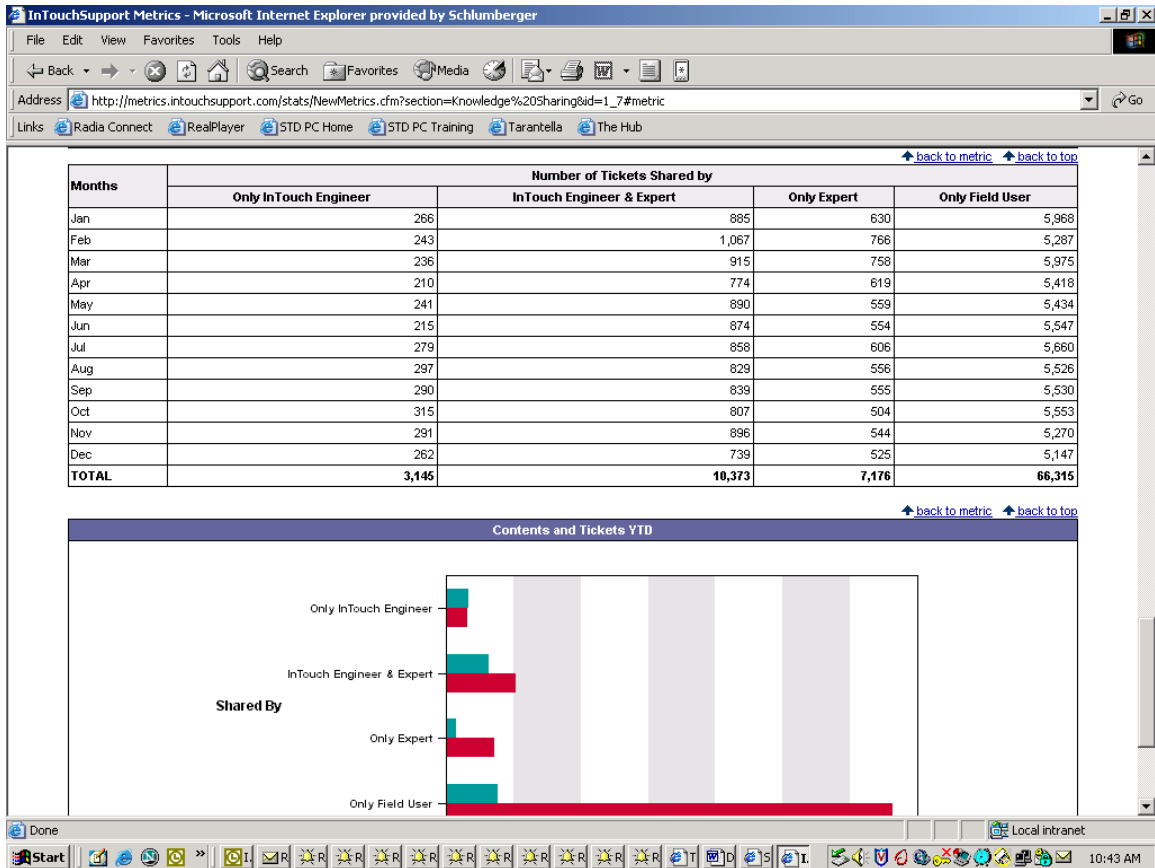 InTouchSupport Metrics - Microsoft Internet Explorer provided by Schlumberger
File Edit View Favorites Tools Help
Back Search Favorites Media
Address http://metrics.intouchsupport.com/stats/NewMetrics.cfm?section=Knowledge%20Sharing&id=1_7#metric Go
Links Radia Connect RealPlayer STD PC Home STD PC Training Tarantella The Hub
back to metric back to top
Months Number of Tickets Shared by
Only InTouch Engineer InTouch Engineer & Expert Only Expert Only Field User
Jan 266 885 630 5,968
Feb 243 1,067 766 5,287
Mar 236 915 758 5,975
Apr 210 774 619 5,418
May 241 890 559 5,434
Jun 215 874 554 5,547
Jul 279 858 606 5,660
Aug 297 829 556 5,526
Sep 290 839 555 5,530
Oct 315 807 504 5,553
Nov 291 896 544 5,270
Dec 262 739 525 5,147
TOTAL 3,145 10,373 7,176 66,315
back to metric back to top
Contents and Tickets YTD
Only InTouch Engineer
InTouch Engineer & Expert
Shared By
Only Expert
Only Field User
Done Local intranet
Start » I. R R R R R R R R R R T D S I. 10:43 AM